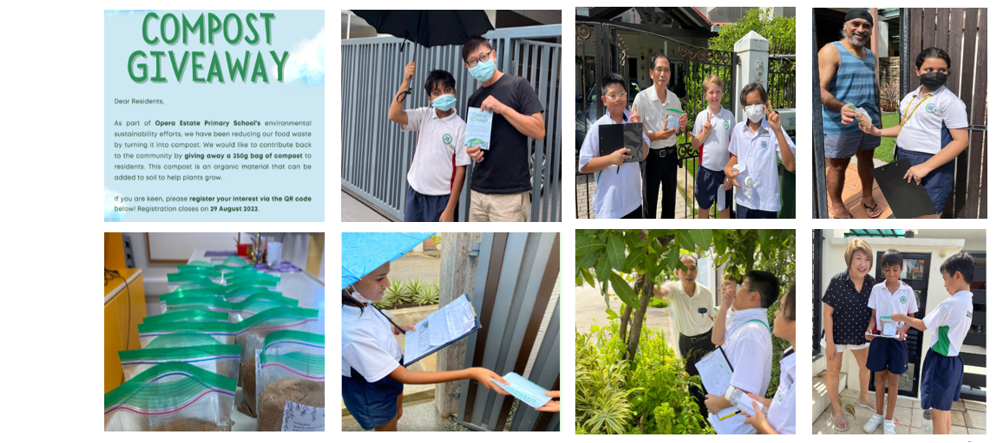 COMPOST
GIVEAWAY
Dear Residents,
As part of Opera Estate Primary School's environmental
sustainability efforts, we have been reducing our food waste
by turning it into compost. We would like to contribute back
to the community by giving away a 250g bag of compost to
residents. This compost is an organic material that can be
added to soil to help plants grow.
If you are keen, please register your interest via the QR code
below! Registration closes on 29 August 2022.